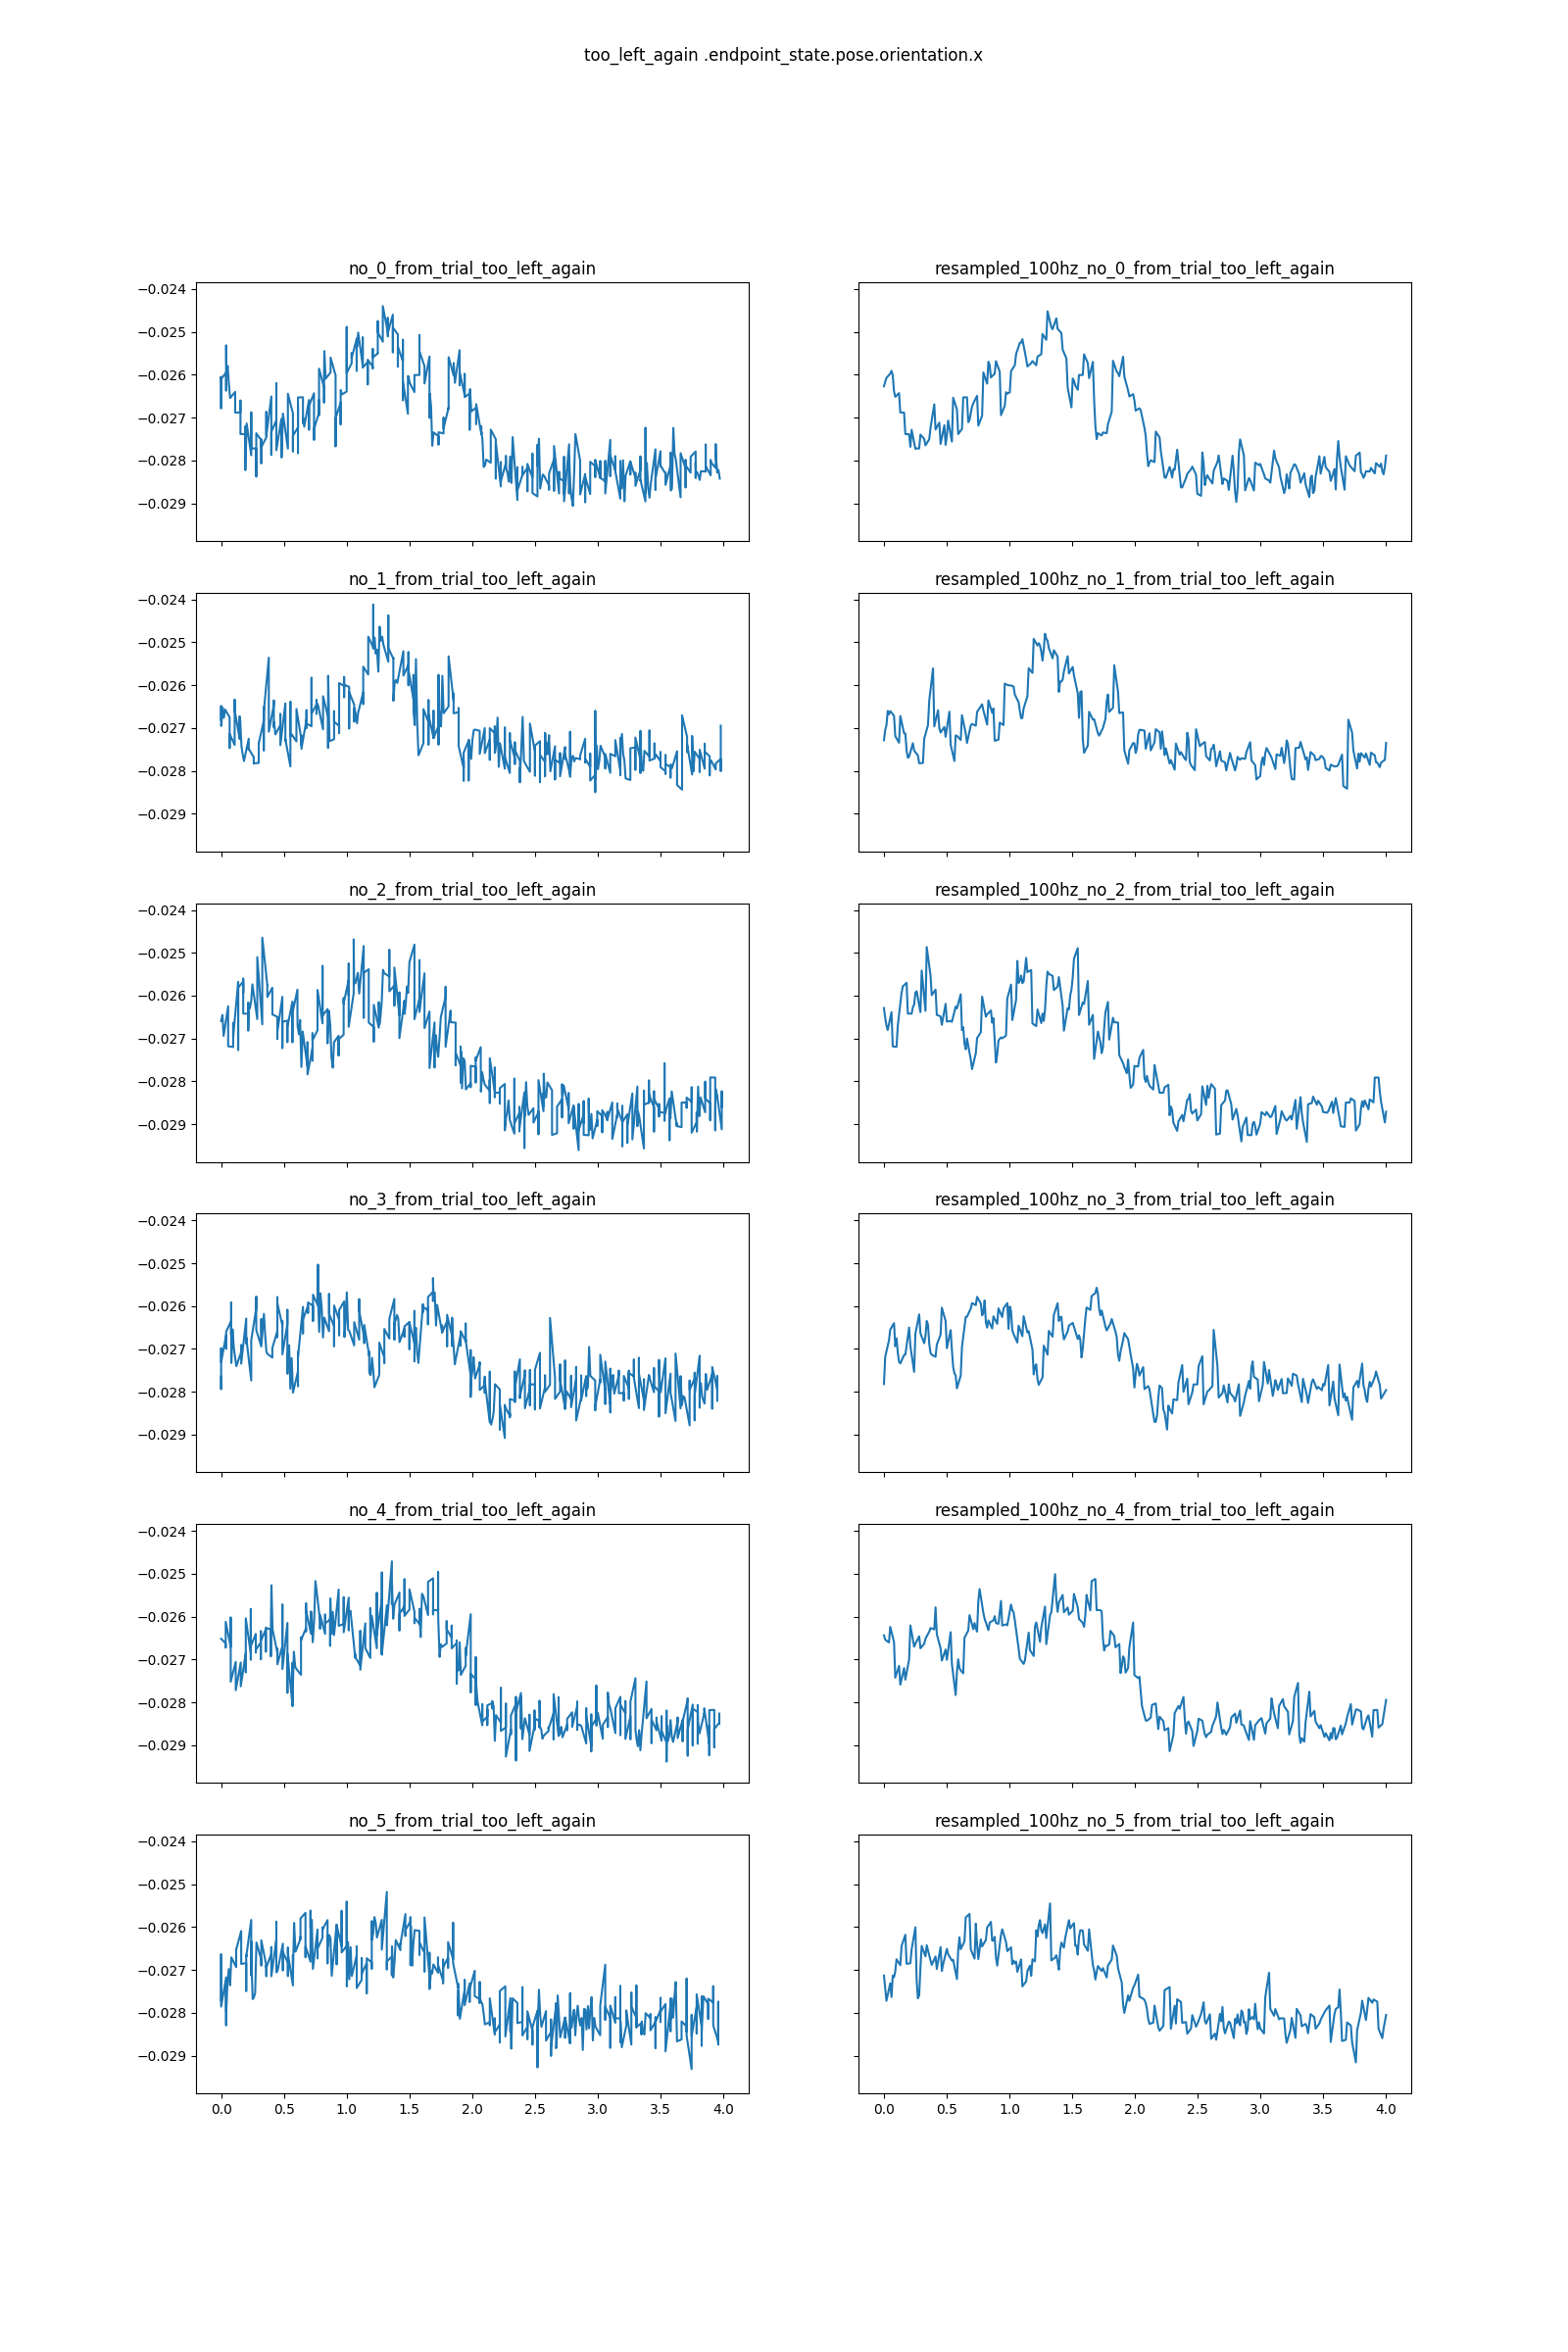 too_left_again .endpoint_state.pose.orientation.x
no_0_from_trial_too_left_again
resampled_100hz_no_0_from_trial_too_left_again
−0.024
−0.025
−0.026
−0.027
−0.028
−0.029
no_1_from_trial_too_left_again
resampled_100hz_no_1_from_trial_too_left_again
−0.024
−0.025
−0.026
−0.027
−0.028
−0.029
no_2_from_trial_too_left_again
resampled_100hz_no_2_from_trial_too_left_again
−0.024
−0.025
−0.026
−0.027
−0.028
−0.029
no_3_from_trial_too_left_again
resampled_100hz_no_3_from_trial_too_left_again
−0.024
−0.025
−0.026
−0.027
−0.028
−0.029
no_4_from_trial_too_left_again
resampled_100hz_no_4_from_trial_too_left_again
−0.024
−0.025
−0.026
−0.027
−0.028
−0.029
no_5_from_trial_too_left_again
resampled_100hz_no_5_from_trial_too_left_again
−0.024
−0.025
−0.026
−0.027
−0.028
−0.029
0.0 0.5 1.0 1.5 2.0 2.5 3.0 3.5 4.0
0.0 0.5 1.0 1.5 2.0 2.5 3.0 3.5 4.0